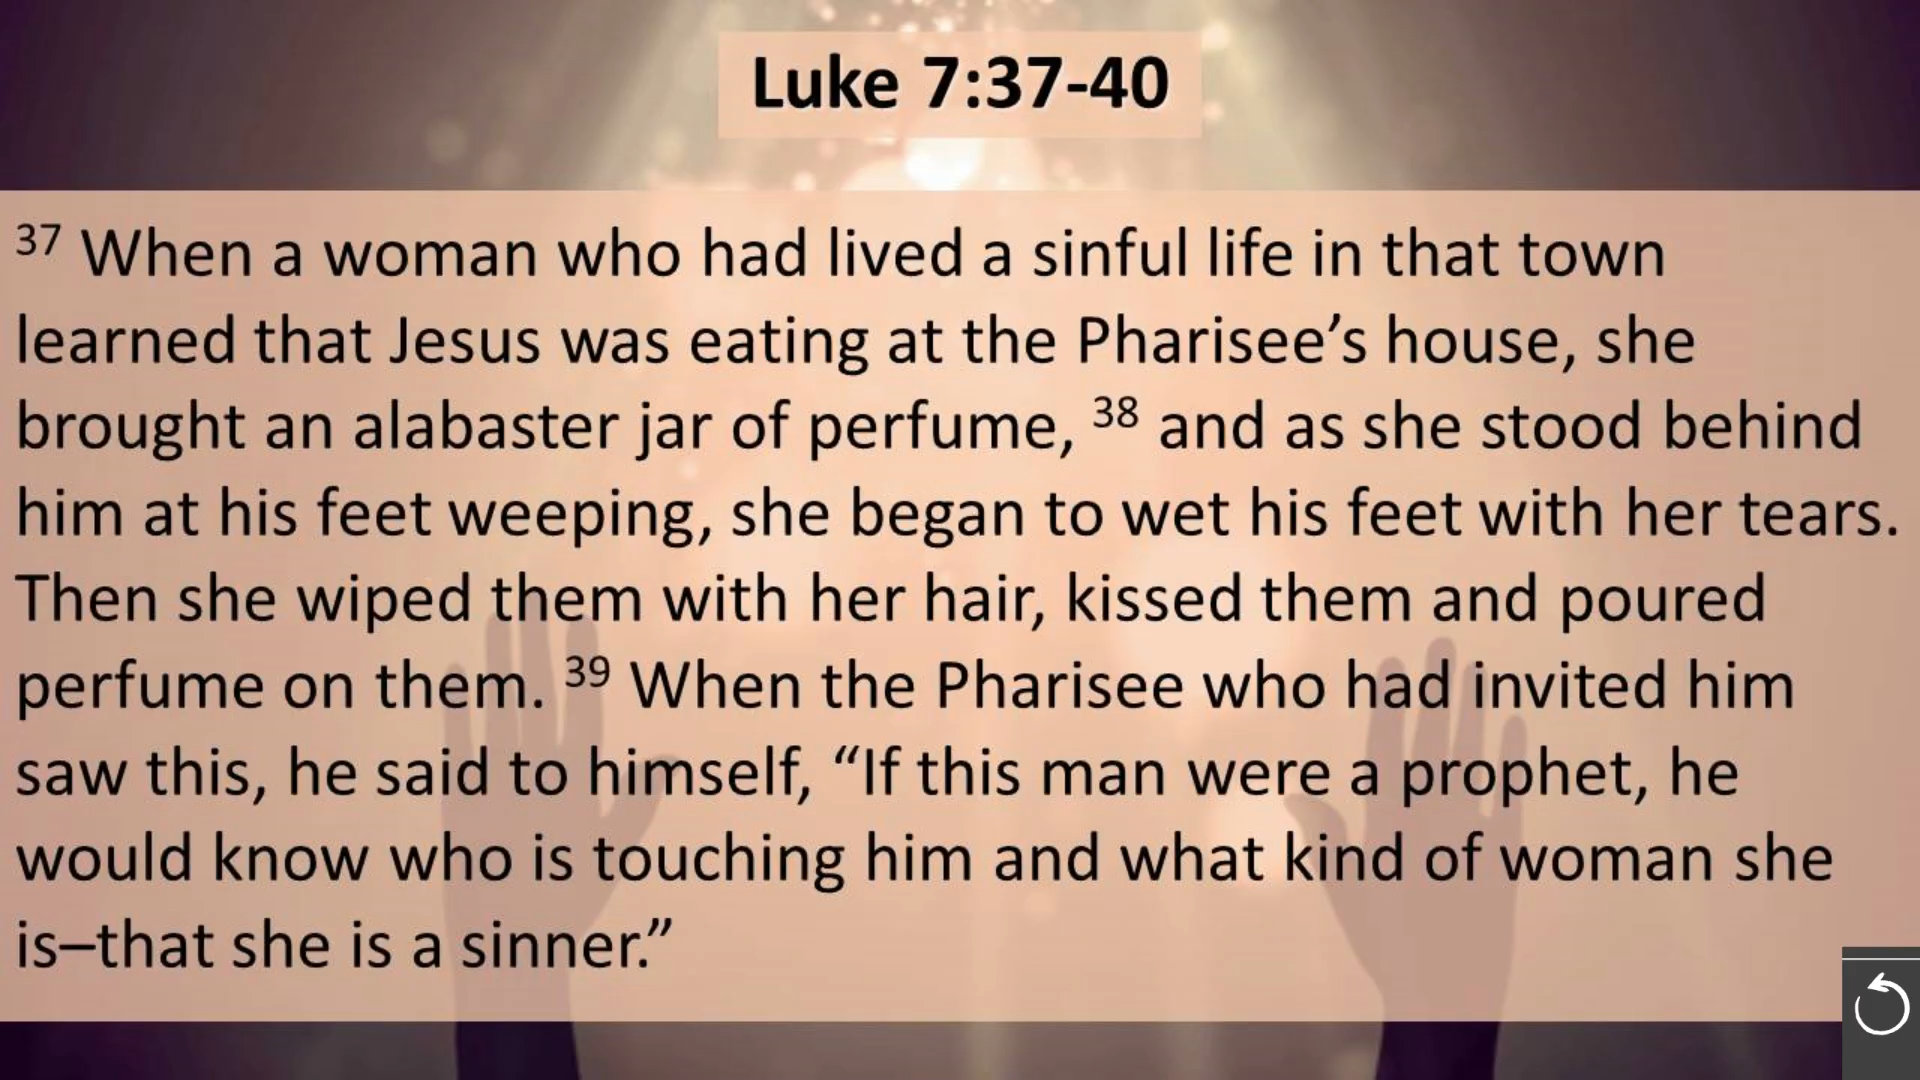 Luke 7:37-40
37 When a woman who had lived a sinful life in that town
learned that Jesus was eating at the Pharisee’s house, she
brought an alabaster jar of perfume, 38 and as she stood behind
him at his feet weeping, she began to wet his feet with her tears.
Then she wiped them with her hair, kissed them and poured
perfume on them. 39 When the Pharisee who had invited him
saw this, he said to himself, “If this man were a prophet, he
would know who is touching him and what kind of woman she
is–that she is a sinner.”